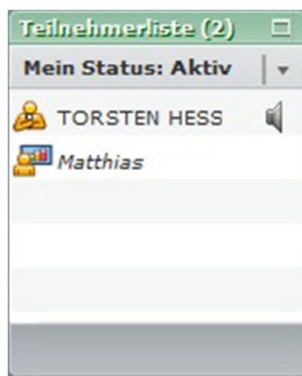 Teilnehmerliste (2)
Mein Status: Aktiv
TORSTEN HESS
Matthias